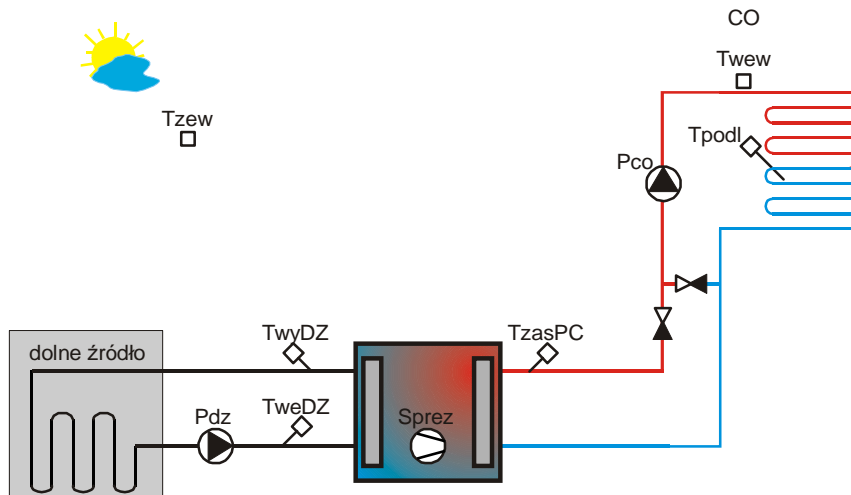 CO
Twew
Tzew
Tpodl
Pco
dolne źródło
TwyDZ
TzasPC
Pdz
TweDZ
Sprez